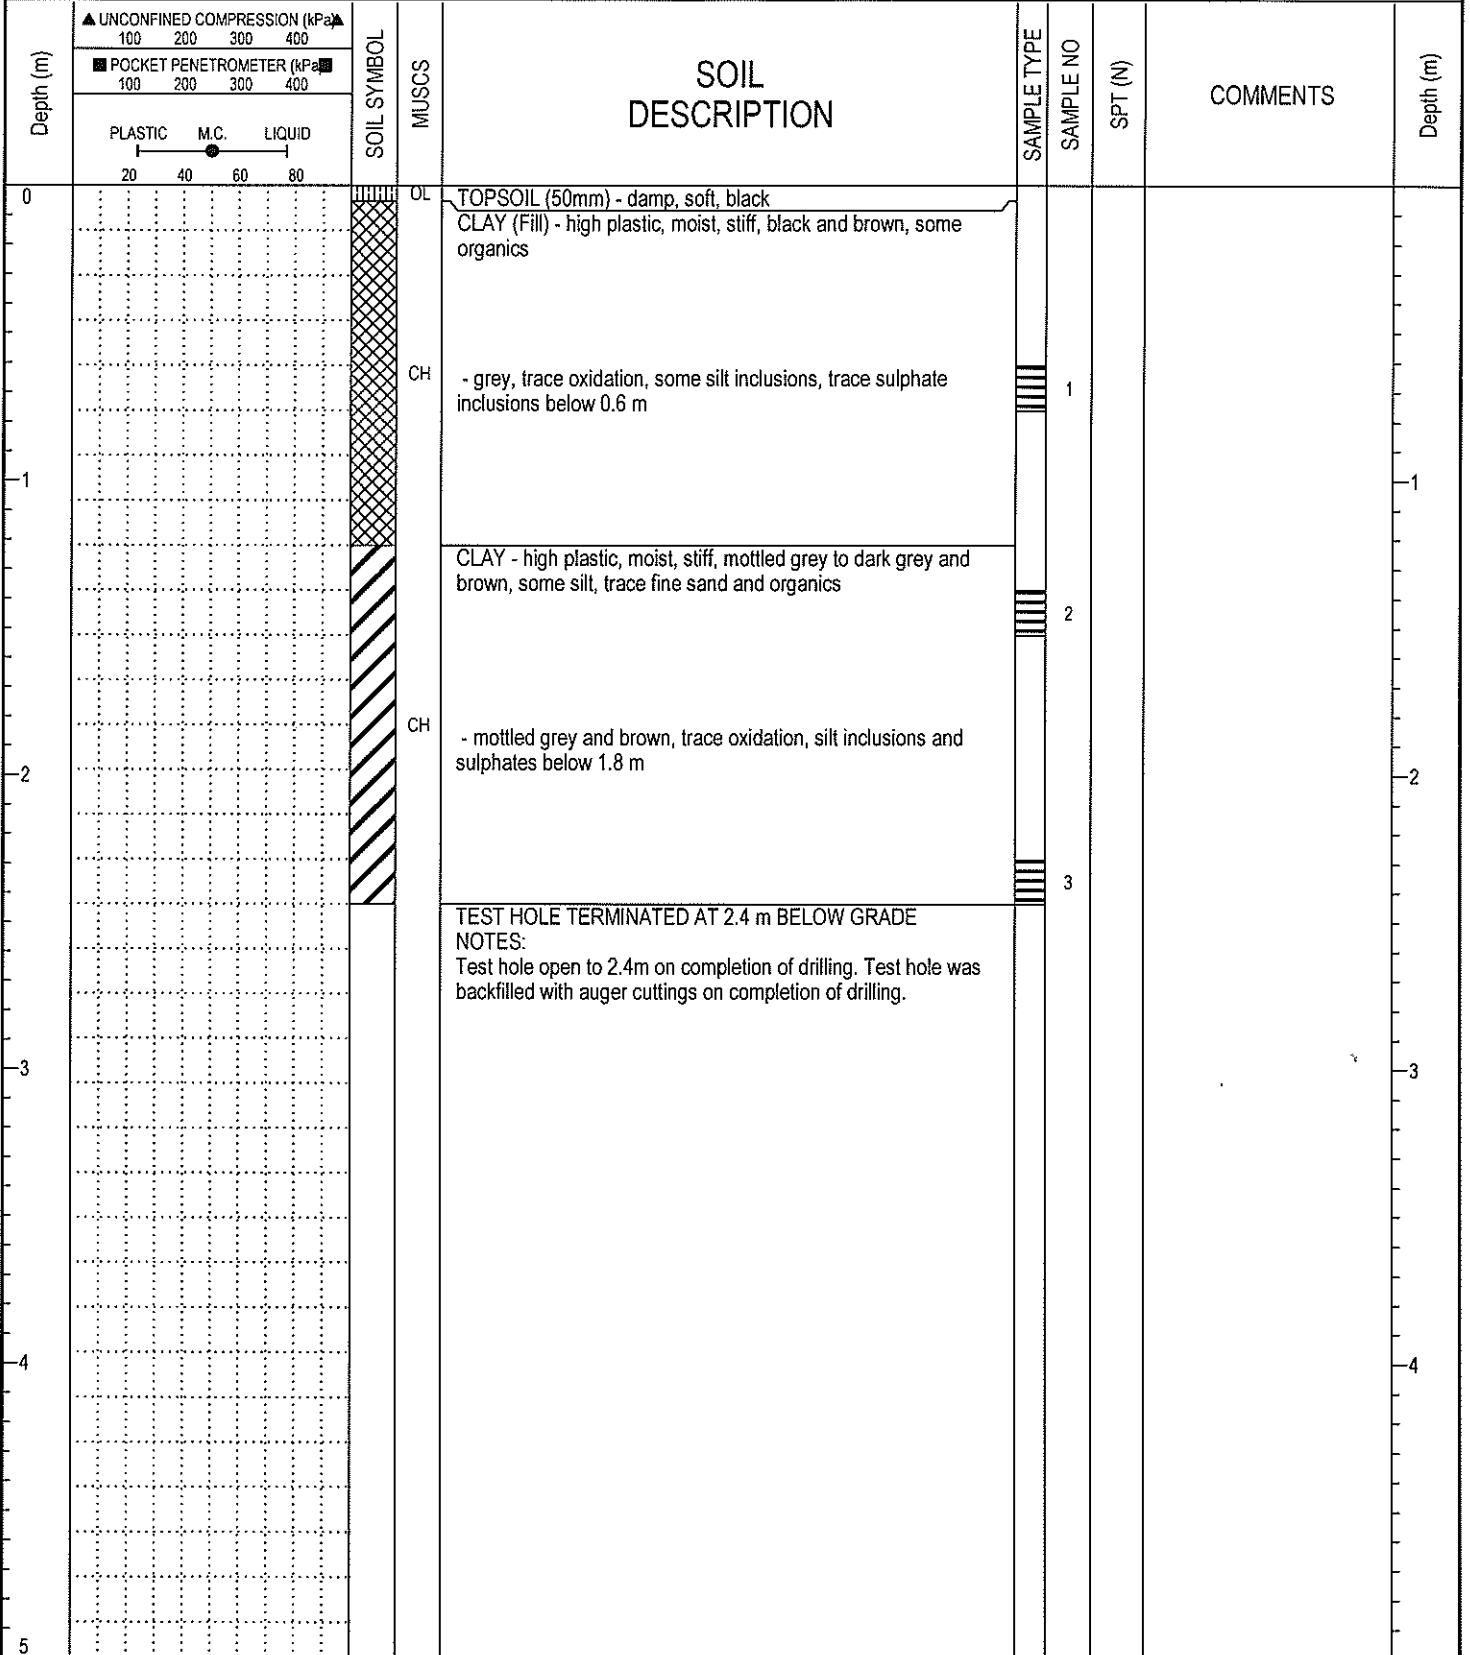 ▲ UNCONFINED COMPRESSION (kPa)▲
100 200 300 400
■ POCKET PENETROMETER (kPa)■
100 200 300 400
PLASTIC M.C. LIQUID
20 40 60 80
Depth (m)
SOIL SYMBOL
MUSCS
SOIL
DESCRIPTION
SAMPLE TYPE
SAMPLE NO
SPT (N)
COMMENTS
Depth (m)
0
OL
TOPSOIL (50mm) - damp, soft, black
CLAY (Fill) - high plastic, moist, stiff, black and brown, some
organics
CH
- grey, trace oxidation, some silt inclusions, trace sulphate
inclusions below 0.6 m
1
1
1
CLAY - high plastic, moist, stiff, mottled grey to dark grey and
brown, some silt, trace fine sand and organics
2
CH
- mottled grey and brown, trace oxidation, silt inclusions and
sulphates below 1.8 m
2
2
3
TEST HOLE TERMINATED AT 2.4 m BELOW GRADE
NOTES:
Test hole open to 2.4m on completion of drilling. Test hole was
backfilled with auger cuttings on completion of drilling.
3
3
4
4
5